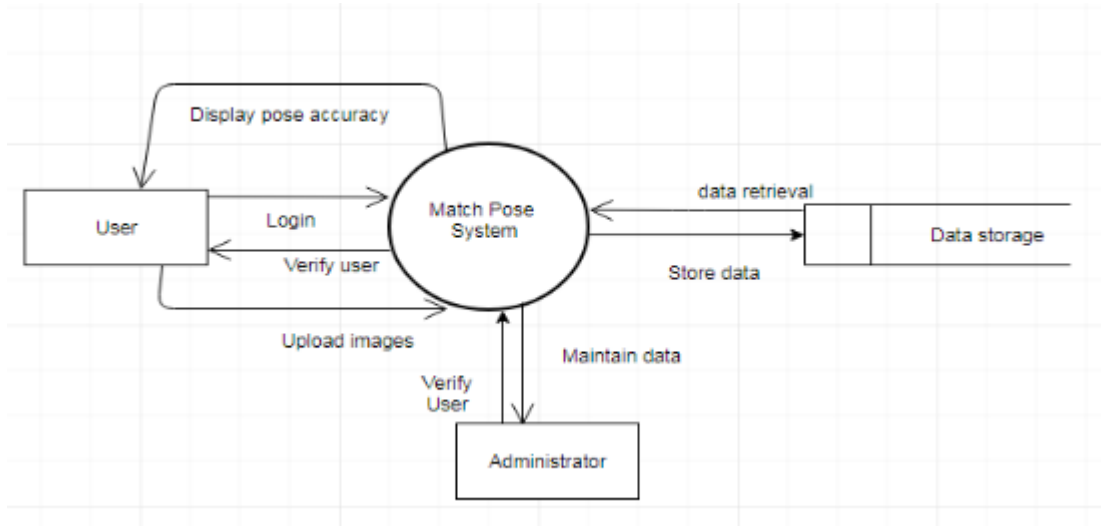 Display pose accuracy
User
Login
Verify user
Upload images
Match Pose
System
data retrieval
Data storage
Store data
Maintain data
Verify
User
Administrator